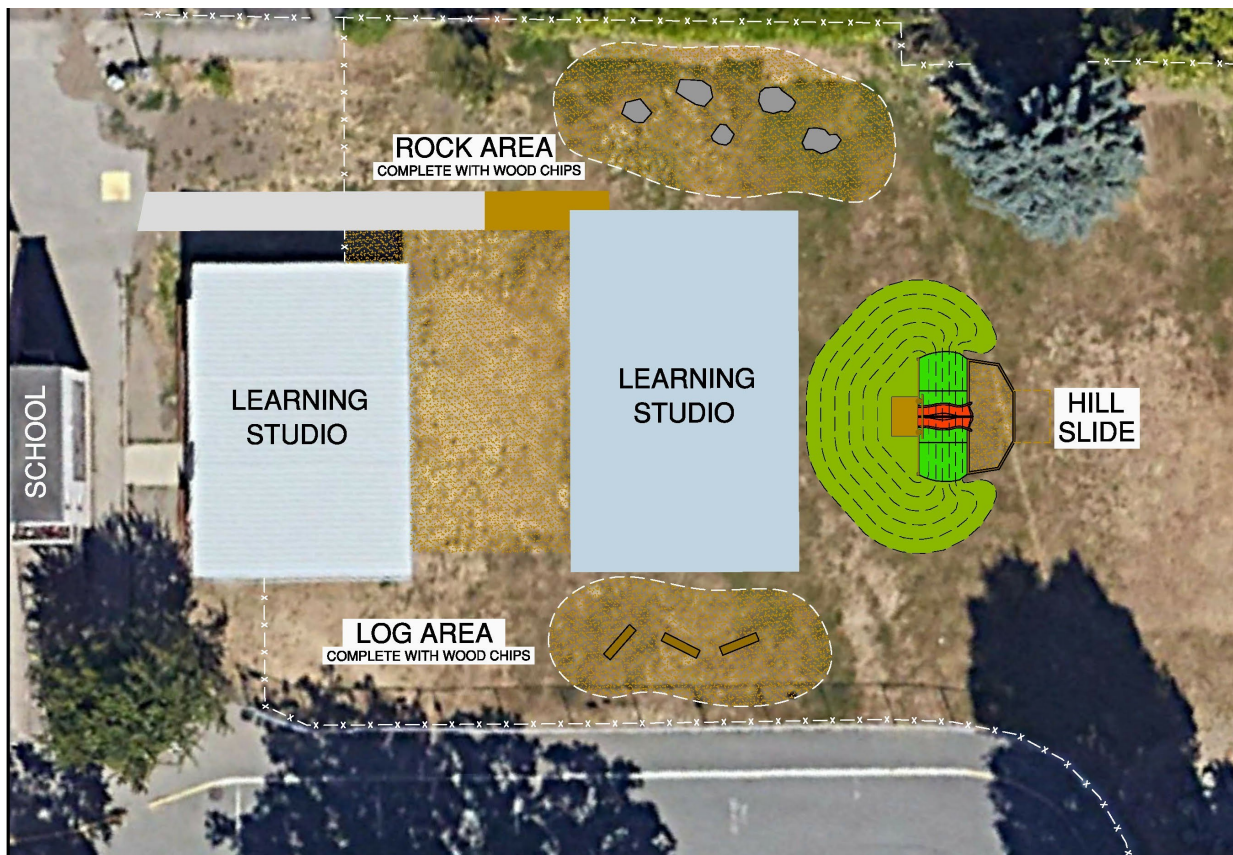 ROCK AREA
COMPLETE WITH WOOD CHIPS
LEARNING
STUDIO
LEARNING
STUDIO
HILL
SLIDE
SCHOOL
LOG AREA
COMPLETE WITH WOOD CHIPS